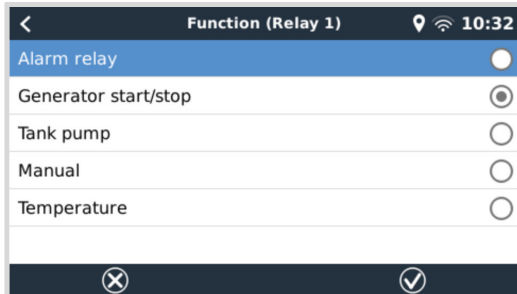 Function (Relay 1) 10:32
Alarm relay
Generator start/stop
Tank pump
Manual
Temperature